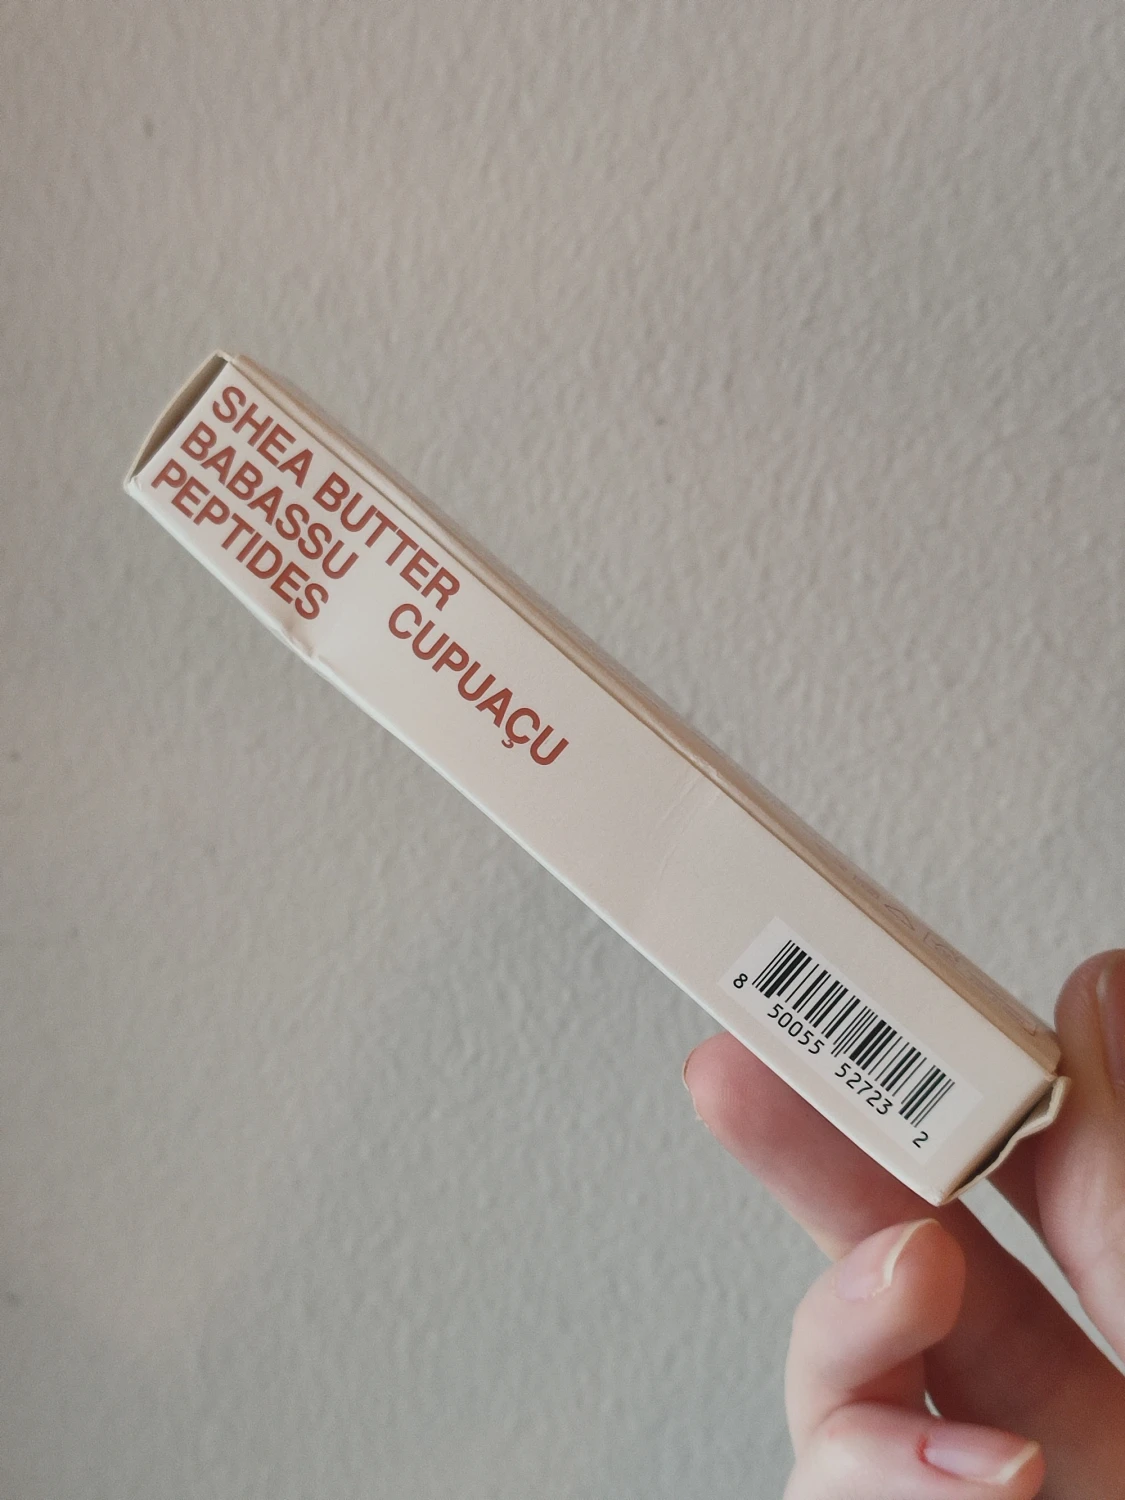 SHEA BUTTER
BABASSU CUPUAÇU
PEPTIDES
8 50055 52723 2